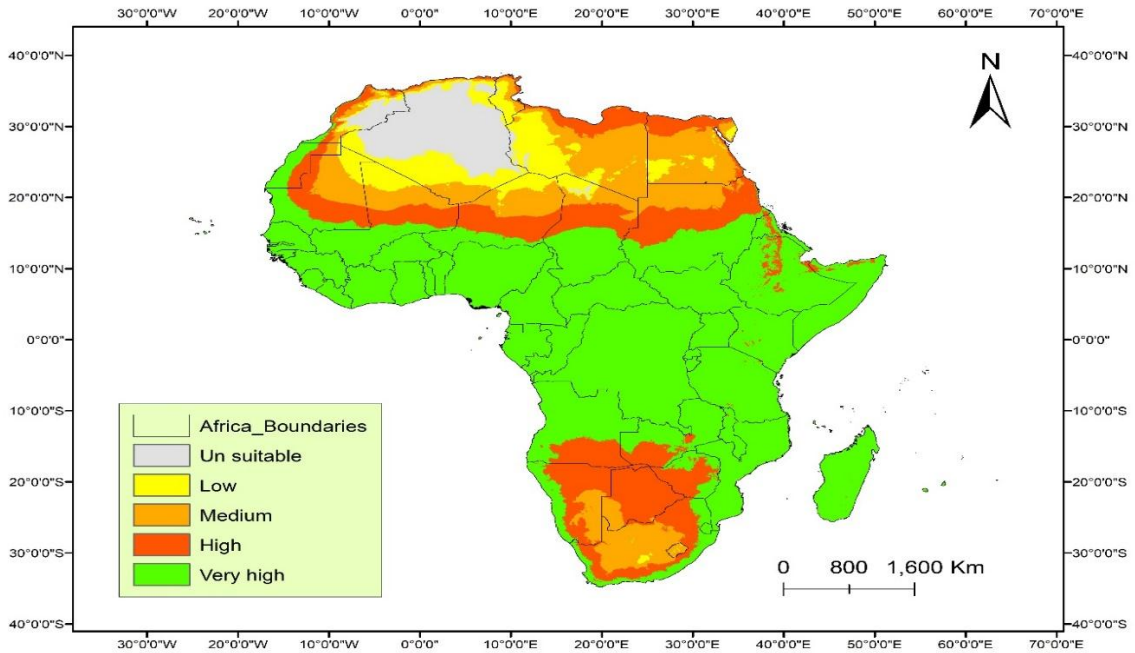 30°0'0"W 20°0'0"W 10°0'0"W 0°0'0" 10°0'0"E 20°0'0"E 30°0'0"E 40°0'0"E 50°0'0"E 60°0'0"E 70°0'0"E
40°0'0"N 40°0'0"N
N
30°0'0"N 30°0'0"N
20°0'0"N 20°0'0"N
10°0'0"N 10°0'0"N
0°0'0" 0°0'0"
10°0'0"S 10°0'0"S
Africa_Boundaries
Un suitable
20°0'0"S Low 20°0'0"S
Medium
30°0'0"S High 30°0'0"S
0 800 1,600 Km
Very high
40°0'0"S 40°0'0"S
30°0'0"W 20°0'0"W 10°0'0"W 0°0'0" 10°0'0"E 20°0'0"E 30°0'0"E 40°0'0"E 50°0'0"E 60°0'0"E 70°0'0"E